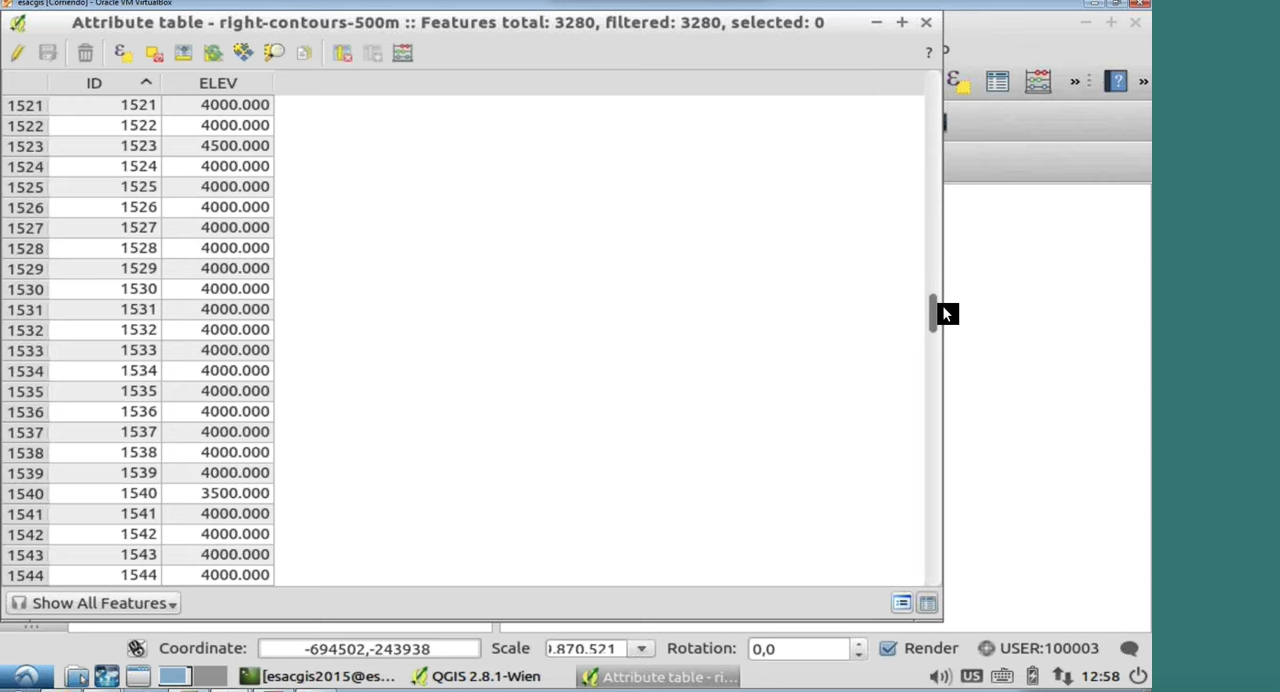 esacgis [Corriendo] - Oracle VM VirtualBox
Attribute table - right-contours-500m :: Features total: 3280, filtered: 3280, selected: 0
?
ID ELEV
1521 1521 4000.000
1522 1522 4000.000
1523 1523 4500.000
1524 1524 4000.000
1525 1525 4000.000
1526 1526 4000.000
1527 1527 4000.000
1528 1528 4000.000
1529 1529 4000.000
1530 1530 4000.000
1531 1531 4000.000
1532 1532 4000.000
1533 1533 4000.000
1534 1534 4000.000
1535 1535 4000.000
1536 1536 4000.000
1537 1537 4000.000
1538 1538 4000.000
1539 1539 4000.000
1540 1540 3500.000
1541 1541 4000.000
1542 1542 4000.000
1543 1543 4000.000
1544 1544 4000.000
Show All Features
Coordinate: -694502,-243938 Scale ).870.521 Rotation: 0,0 Render USER:100003
[esacgis2015@es... QGIS 2.8.1-Wien Attribute table - ri... US 12:58